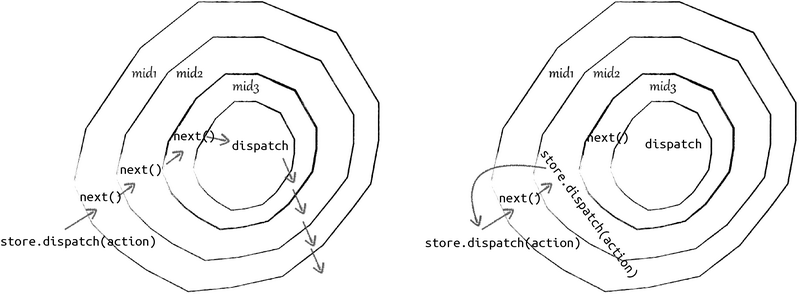 mid1
mid2
mid3
next()
dispatch
next()
next()
store.dispatch(action)
mid1
mid2
mid3
next()
dispatch
store.dispatch(action)
next()
store.dispatch(action)